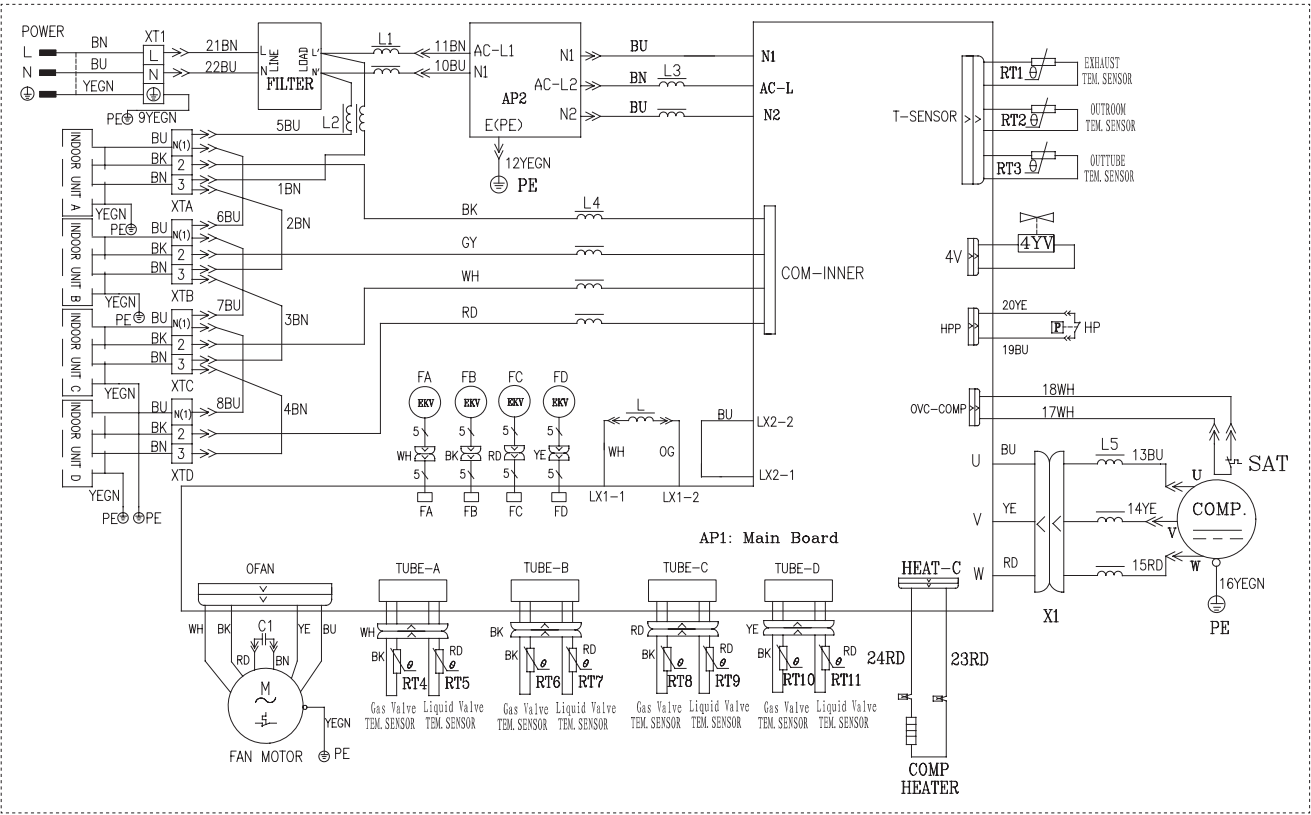 POWER
L
N
BN
BU
YEGN
XT1
L
N
21BN
22BU
PE
9YEGN
L
N
LINE
LOAD
L'
N'
FILTER
L1
11BN
10BU
L2
5BU
AC-L1
N1
AP2
E(PE)
N1
AC-L2
N2
12YEGN
PE
BU
BN
L3
BU
N1
AC-L
N2
T-SENSOR
RT1 θ
EXHAUST
TEM. SENSOR
RT2 θ
OUTROOM
TEM. SENSOR
RT3 θ
OUTTUBE
TEM. SENSOR
INDOOR UNIT A
BU
BK
BN
N(1)
2
3
XTA
YEGN
PE
1BN
2BN
6BU
INDOOR UNIT B
BU
BK
BN
N(1)
2
3
XTB
YEGN
PE
7BU
3BN
INDOOR UNIT C
BU
BK
BN
N(1)
2
3
XTC
YEGN
8BU
4BN
INDOOR UNIT D
BU
BK
BN
N(1)
2
3
XTD
YEGN
PE
PE
BK
L4
GY
WH
RD
COM-INNER
4V
4YV
HPP
20YE
P
HP
19BU
OVC-COMP
18WH
17WH
SAT
FA
FB
FC
FD
EKV
EKV
EKV
EKV
5
5
5
5
WH
BK
RD
YE
5
5
5
5
FA
FB
FC
FD
L
WH
OG
LX1-1
LX1-2
BU
LX2-2
LX2-1
U
BU
L5
13BU
U
V
YE
14YE
V
COMP.
W
RD
15RD
W
16YEGN
PE
X1
AP1: Main Board
OFAN
WH
BK
C1
YE
BU
RD
BN
M
YEGN
PE
FAN MOTOR
TUBE-A
WH
BK
θ
RT4
RD
θ
RT5
Gas Valve
TEM. SENSOR
Liquid Valve
TEM. SENSOR
TUBE-B
BK
BK
θ
RT6
RD
θ
RT7
Gas Valve
TEM. SENSOR
Liquid Valve
TEM. SENSOR
TUBE-C
RD
BK
θ
RT8
RD
θ
RT9
Gas Valve
TEM. SENSOR
Liquid Valve
TEM. SENSOR
TUBE-D
YE
BK
θ
RT10
RD
θ
RT11
Gas Valve
TEM. SENSOR
Liquid Valve
TEM. SENSOR
HEAT-C
24RD
23RD
COMP
HEATER